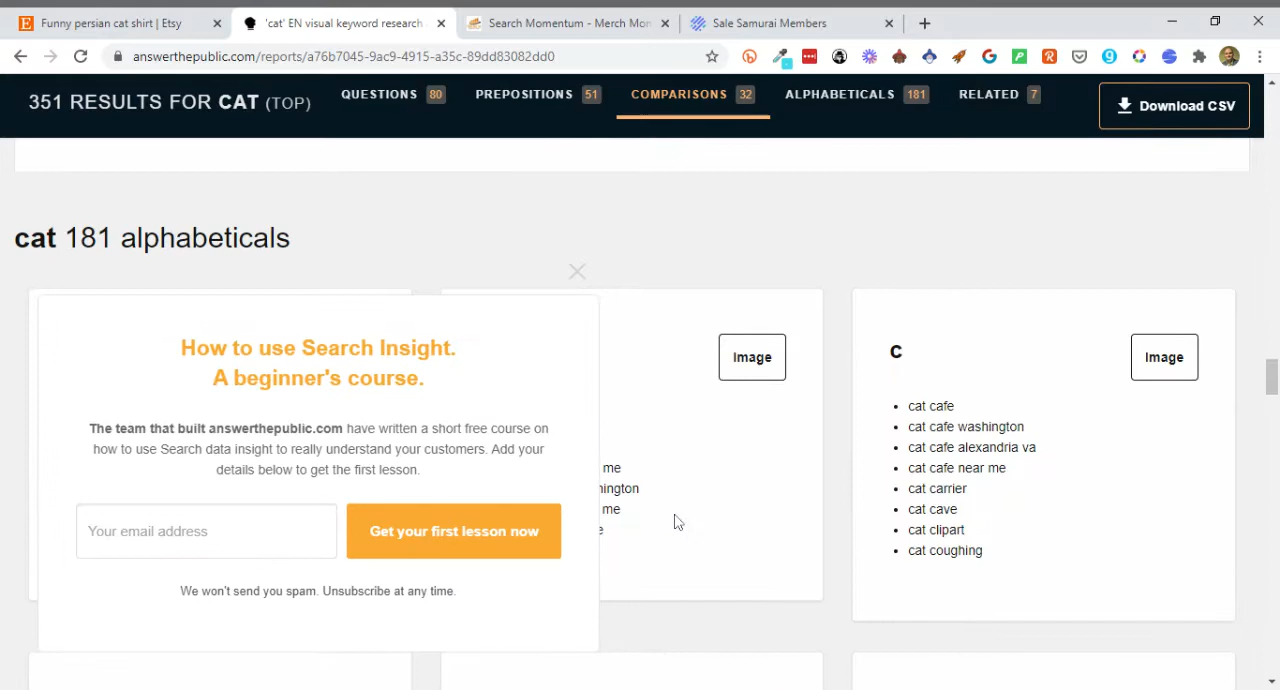 Funny persian cat shirt | Etsy
'cat' EN visual keyword research
Search Momentum - Merch Mom
Sale Samurai Members
answerthepublic.com/reports/a76b7045-9ac9-4915-a35c-89dd83082dd0
351 RESULTS FOR CAT (TOP)
QUESTIONS 80
PREPOSITIONS 51
COMPARISONS 32
ALPHABETICALS 181
RELATED 7
Download CSV
cat 181 alphabeticals
How to use Search Insight.
A beginner's course.
The team that built answerthepublic.com have written a short free course on
how to use Search data insight to really understand your customers. Add your
details below to get the first lesson.
Your email address
Get your first lesson now
We won't send you spam. Unsubscribe at any time.
Image
me
me
C
Image
cat cafe
cat cafe washington
cat cafe alexandria va
cat cafe near me
cat carrier
cat cave
cat clipart
cat coughing